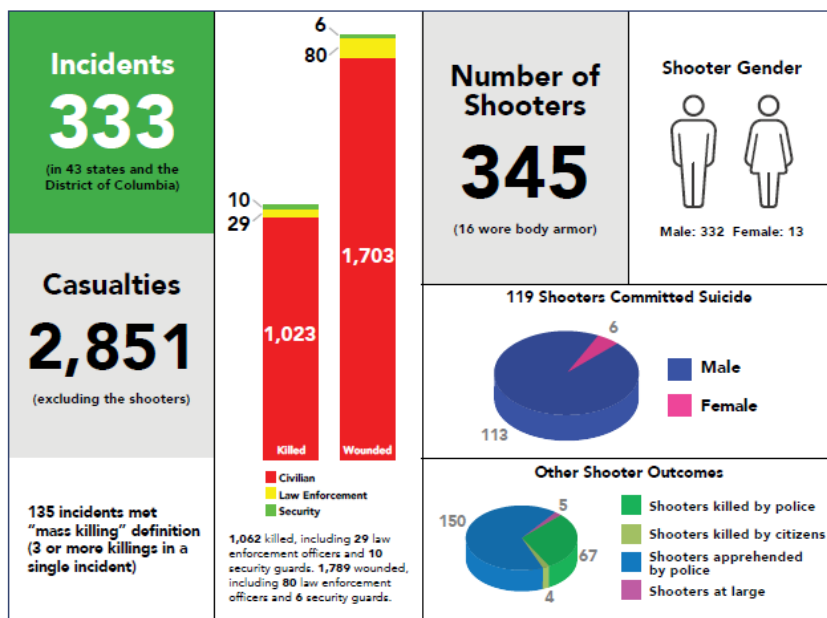 Incidents
333
(in 43 states and the
District of Columbia)
Casualties
2,851
(excluding the shooters)
135 incidents met
“mass killing” definition
(3 or more killings in a
single incident)
6
80
10
29
1,703
1,023
Killed
Wounded
Civilian
Law Enforcement
Security
1,062 killed, including 29 law
enforcement officers and 10
security guards. 1,789 wounded,
including 80 law enforcement
officers and 6 security guards.
Number of
Shooters
345
(16 wore body armor)
Shooter Gender
Male: 332 Female: 13
119 Shooters Committed Suicide
6
113
Male
Female
Other Shooter Outcomes
150
5
67
4
Shooters killed by police
Shooters killed by citizens
Shooters apprehended
by police
Shooters at large